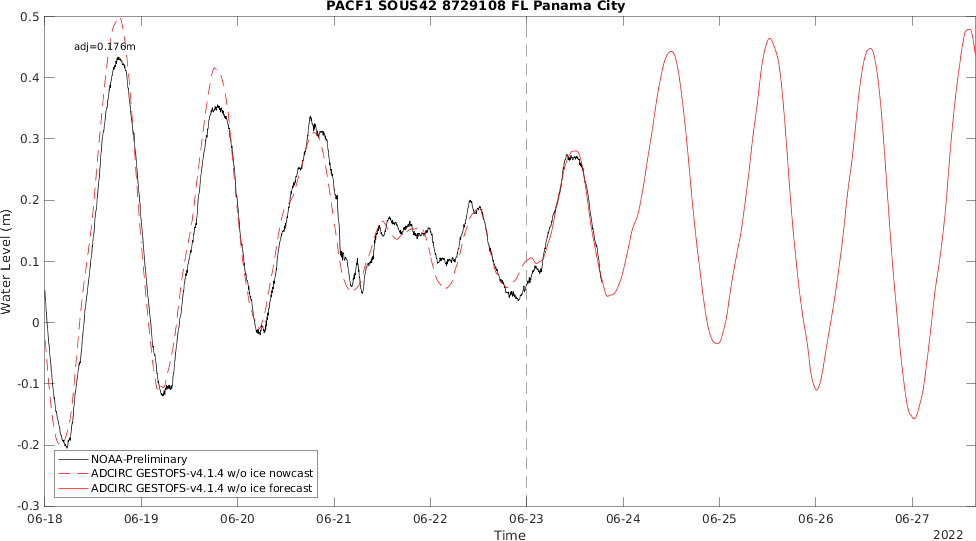 PACF1 SOUS42 8729108 FL Panama City
adj=0.176m
0.5
0.4
0.3
0.2
0.1
0
-0.1
-0.2
-0.3
Water Level (m)
NOAA-Preliminary
ADCIRC GESTOFS-v4.1.4 w/o ice nowcast
ADCIRC GESTOFS-v4.1.4 w/o ice forecast
06-18 06-19 06-20 06-21 06-22 06-23 06-24 06-25 06-26 06-27
Time
2022